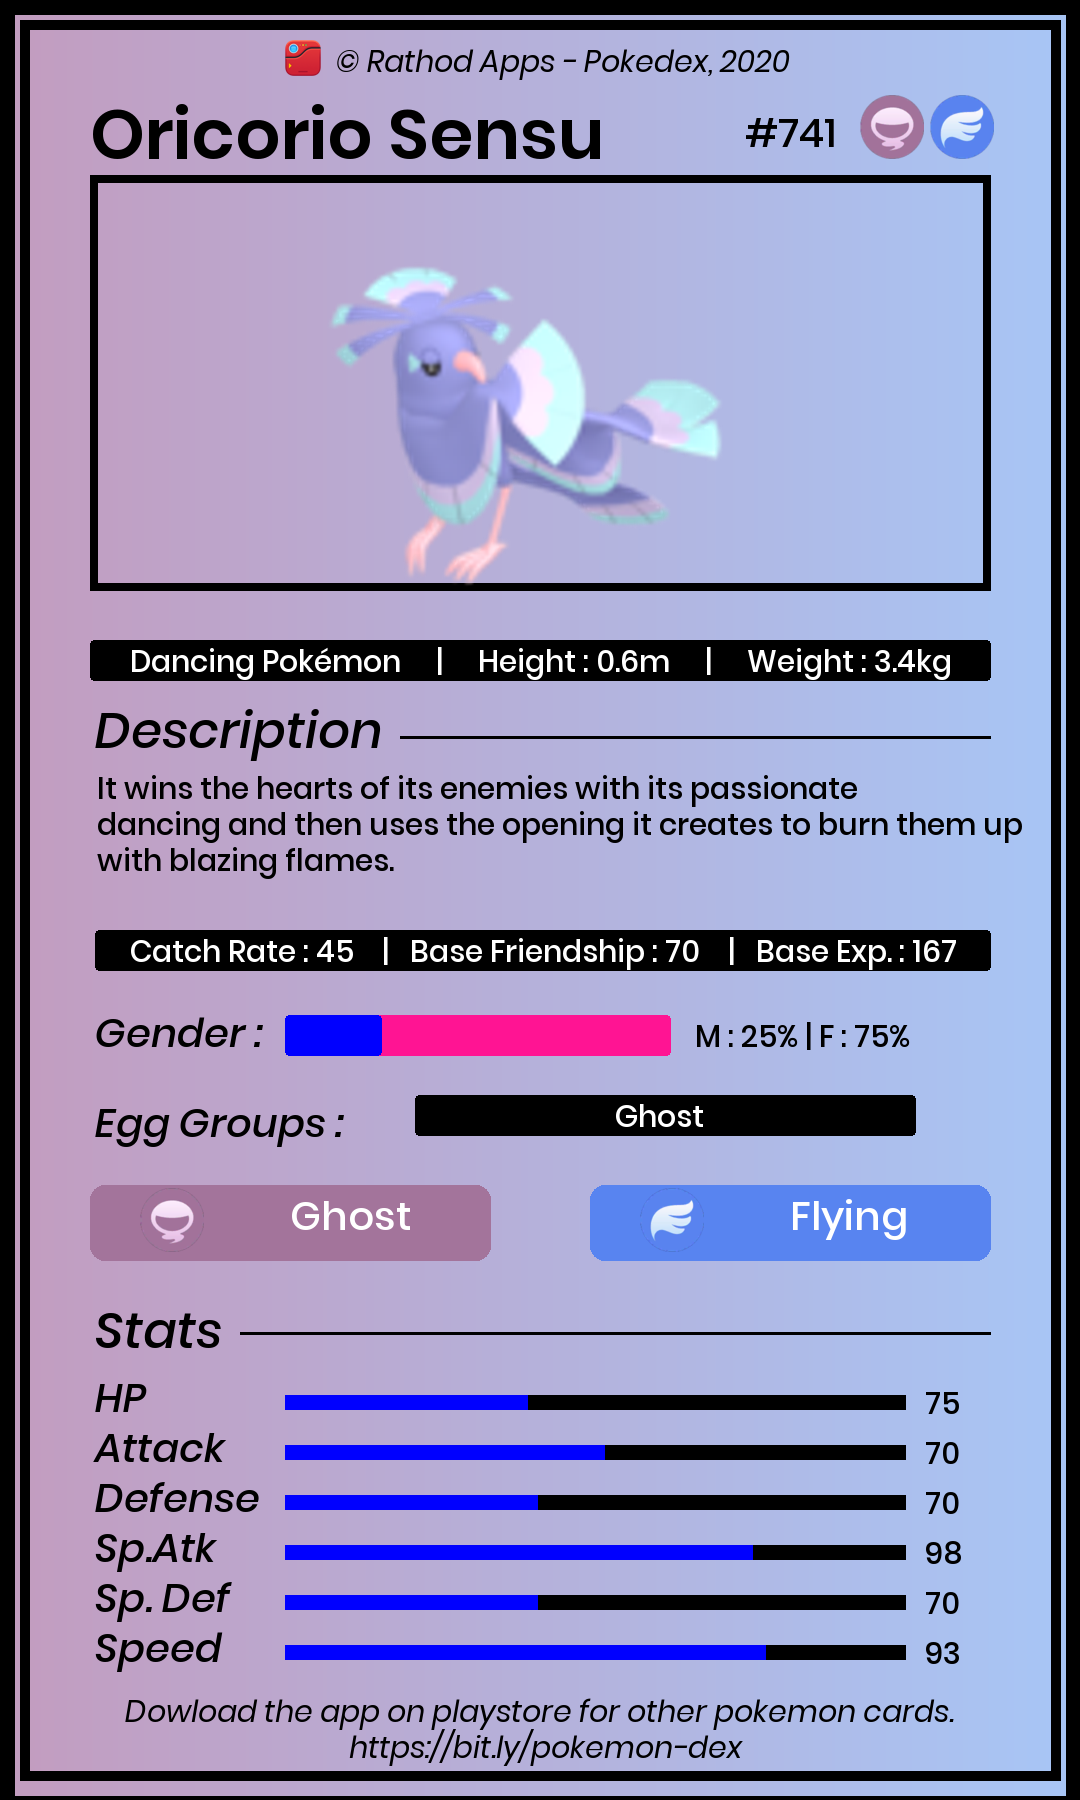 © Rathod Apps - Pokedex, 2020
Oricorio Sensu #741
Dancing Pokémon | Height : 0.6m | Weight : 3.4kg
Description
It wins the hearts of its enemies with its passionate
dancing and then uses the opening it creates to burn them up
with blazing flames.
Catch Rate : 45 | Base Friendship : 70 | Base Exp. : 167
Gender : M : 25% | F : 75%
Egg Groups : Ghost
Ghost Flying
Stats
HP 75
Attack 70
Defense 70
Sp.Atk 98
Sp. Def 70
Speed 93
Dowload the app on playstore for other pokemon cards.
https://bit.ly/pokemon-dex